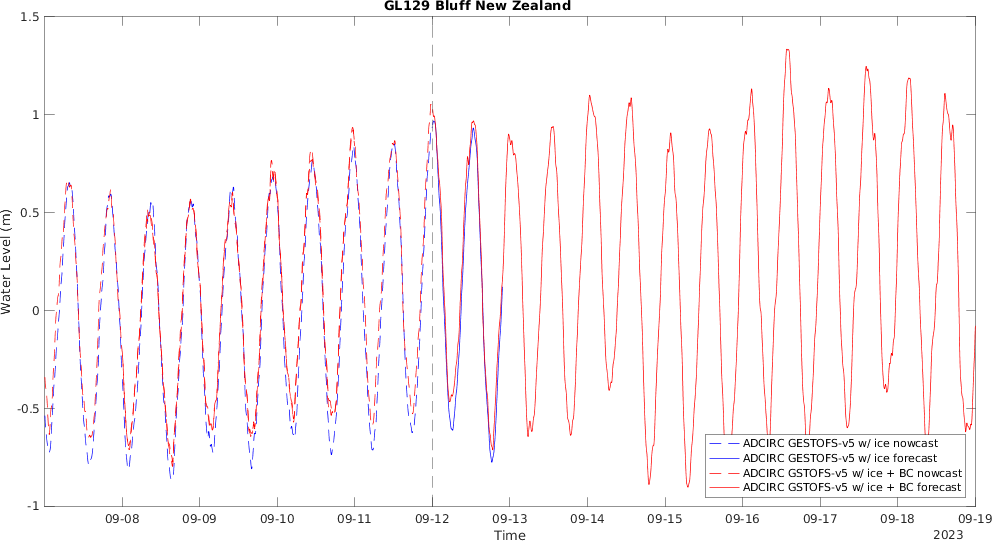 GL129 Bluff New Zealand
1.5
1
0.5
0
-0.5
-1
Water Level (m)
ADCIRC GESTOFS-v5 w/ ice nowcast
ADCIRC GESTOFS-v5 w/ ice forecast
ADCIRC GSTOFS-v5 w/ ice + BC nowcast
ADCIRC GSTOFS-v5 w/ ice + BC forecast
09-08 09-09 09-10 09-11 09-12 09-13 09-14 09-15 09-16 09-17 09-18 09-19
Time
2023